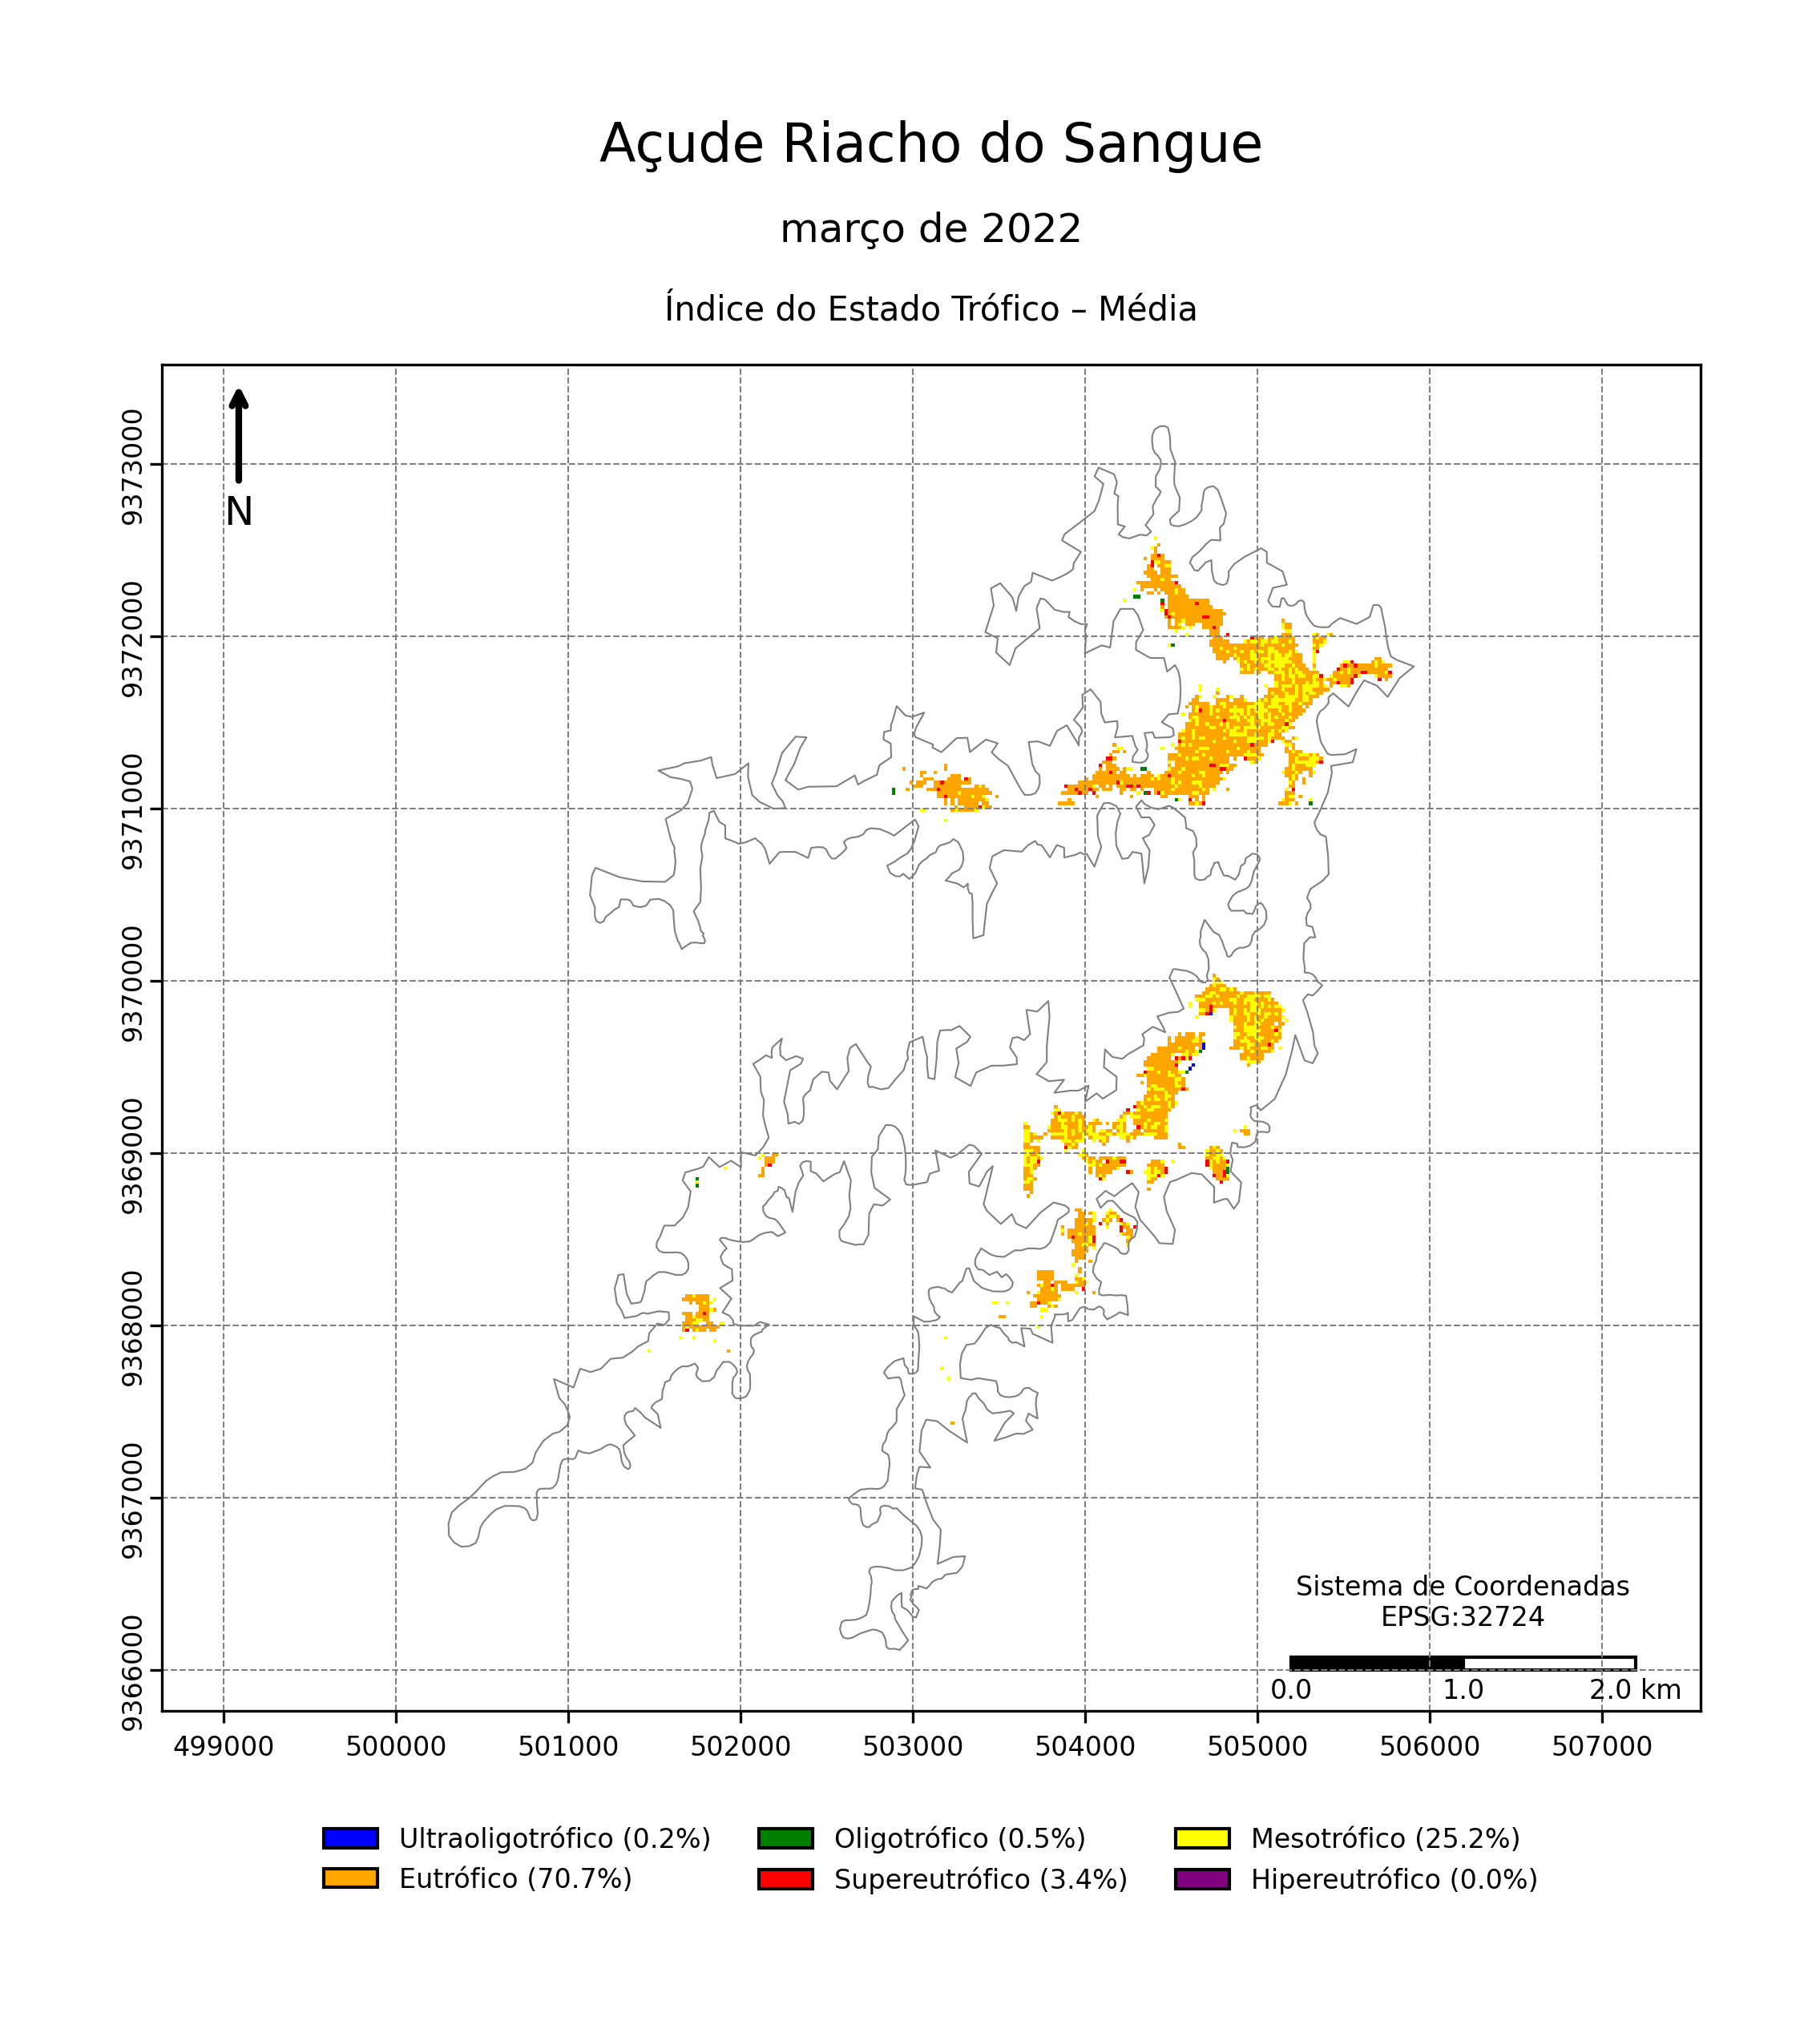 Açude Riacho do Sangue
março de 2022
Índice do Estado Trófico – Média
N
9373000
9372000
9371000
9370000
9369000
9368000
9367000
9366000
Sistema de Coordenadas
EPSG:32724
0.0 1.0 2.0 km
499000 500000 501000 502000 503000 504000 505000 506000 507000
Ultraoligotrófico (0.2%) Oligotrófico (0.5%) Mesotrófico (25.2%)
Eutrófico (70.7%) Supereutrófico (3.4%) Hipereutrófico (0.0%)